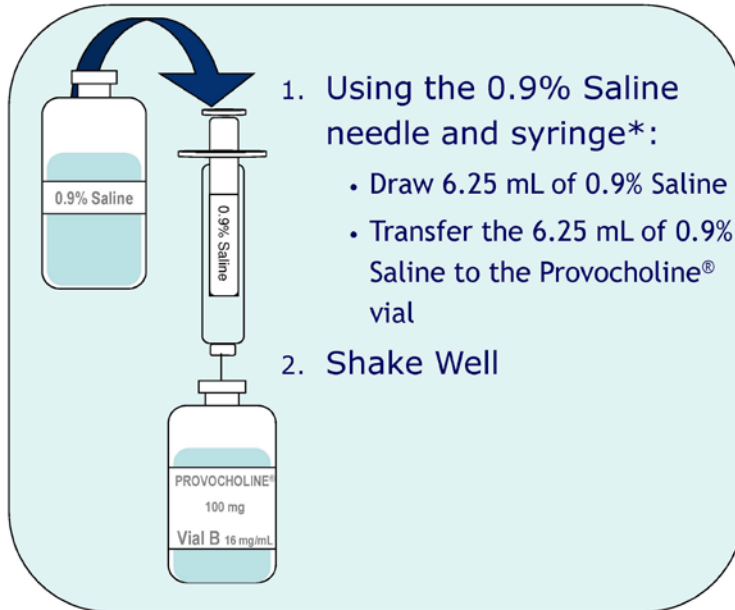 1. Using the 0.9% Saline
needle and syringe*:
• Draw 6.25 mL of 0.9% Saline
• Transfer the 6.25 mL of 0.9%
Saline to the Provocholine®
vial
2. Shake Well
0.9% Saline
0.9% Saline
PROVOCHOLINE®
100 mg
Vial B 16 mg/mL